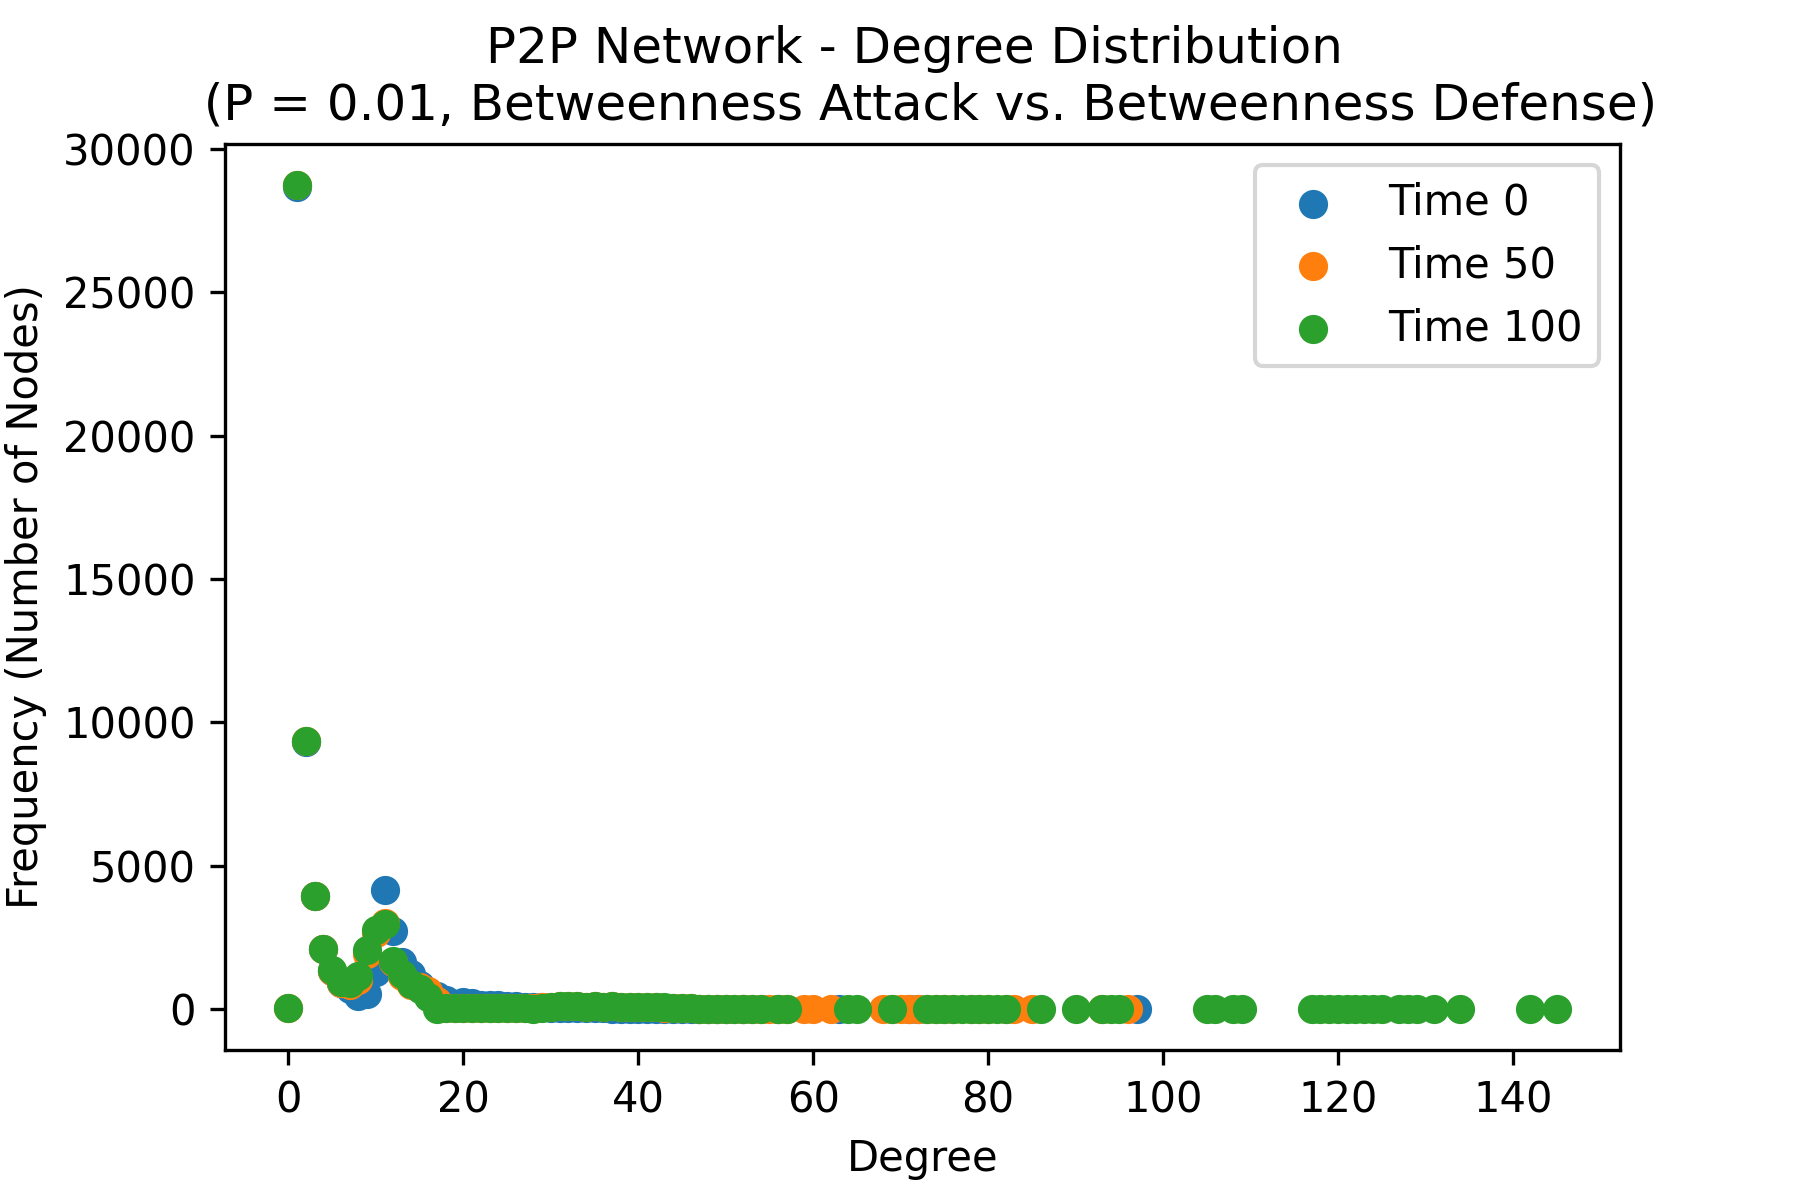 P2P Network - Degree Distribution
(P = 0.01, Betweenness Attack vs. Betweenness Defense)
30000
25000
20000
15000
10000
5000
0
Frequency (Number of Nodes)
Time 0
Time 50
Time 100
0 20 40 60 80 100 120 140
Degree